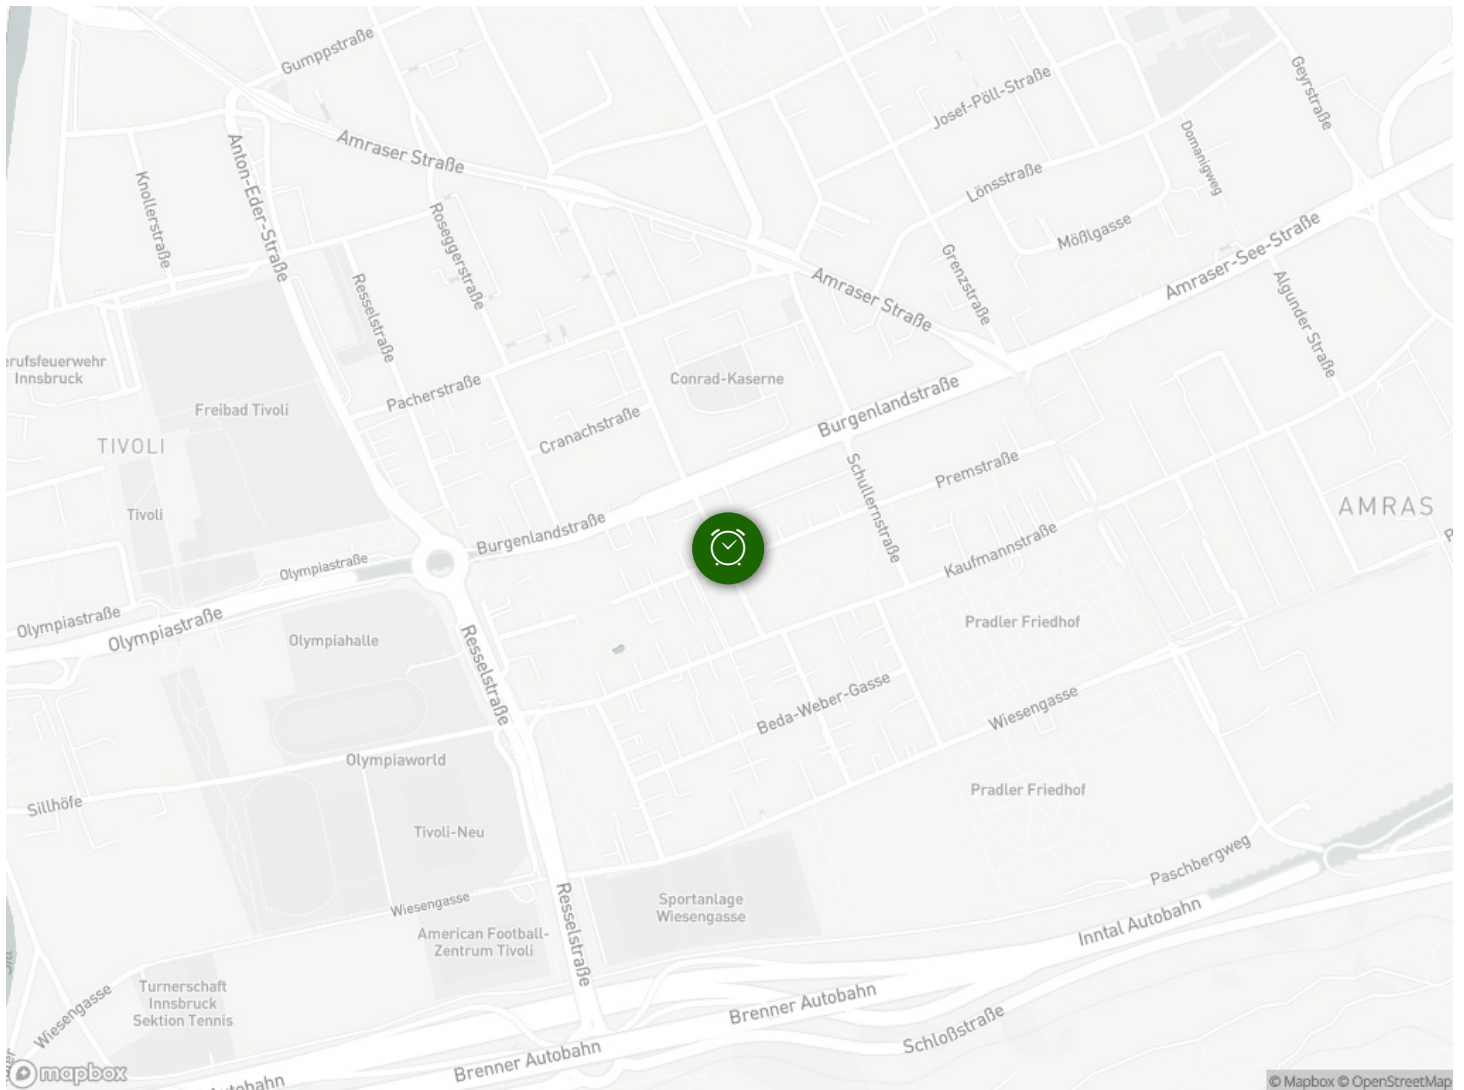 Gumppstraße
Geyrstraße
Josef-Pöll-Straße
Amraser Straße
Anton-Eder-Straße
Domanigweg
Knollerstraße
Lönsstraße
Roseggerstraße
Mößlgasse
Amraser-See-Straße
Grenzstraße
Resselstraße
Amraser Straße
Algunder Straße
erufsfeuerwehr
Innsbruck
Conrad-Kaserne
Pacherstraße
Freibad Tivoli
Burgenlandstraße
Cranachstraße
TIVOLI
Premstraße
Schullernstraße
AMRAS
Tivoli
Burgenlandstraße
Kaufmannstraße
P
Olympiastraße
Olympiastraße
Olympiastraße
Olympiahalle
Pradler Friedhof
Resselstraße
Beda-Weber-Gasse
Wiesengasse
Olympiaworld
Pradler Friedhof
Sillhöfe
Tivoli-Neu
Paschbergweg
Wiesengasse
Sportanlage
Wiesengasse
Resselstraße
American Football-
Zentrum Tivoli
Inntal Autobahn
Sill
Turnerschaft
Innsbruck
Sektion Tennis
Wiesengasse
Brenner Autobahn
Schloßstraße
Brenner Autobahn
mapbox
utobahn
© Mapbox © OpenStreetMap